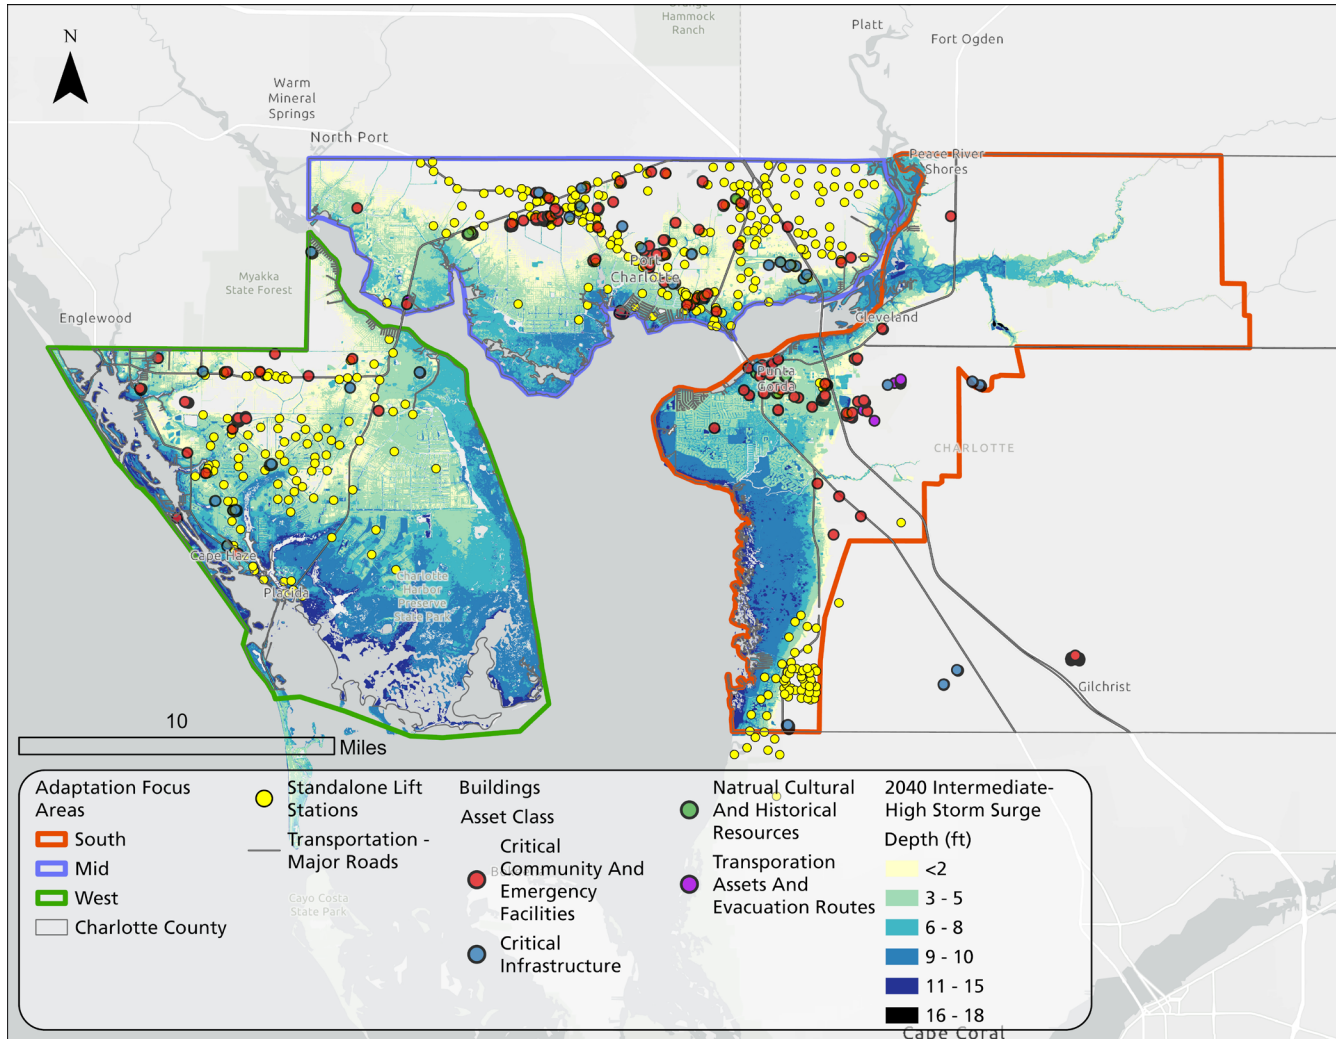 Orange
Hammock
Ranch
Platt
Fort Ogden
N
Warm
Mineral
Springs
North Port
Peace River
Shores
Myakka
State Forest
Port
Charlotte
Englewood
Cleveland
Punta
Gorda
CHARLOTTE
Cape Haze
Placida
Charlotte
Harbor
Preserve
State Park
Gilchrist
10
Miles
Adaptation Focus
Areas
South
Mid
West
Charlotte County
Standalone Lift
Stations
Transportation -
Major Roads
Buildings
Asset Class
Critical
Community And
Emergency
Facilities
Critical
Infrastructure
Natrual Cultural
And Historical
Resources
Transporation
Assets And
Evacuation Routes
2040 Intermediate-
High Storm Surge
Depth (ft)
<2
3 - 5
6 - 8
9 - 10
11 - 15
16 - 18
Cayo Costa
State Park
Cape Coral